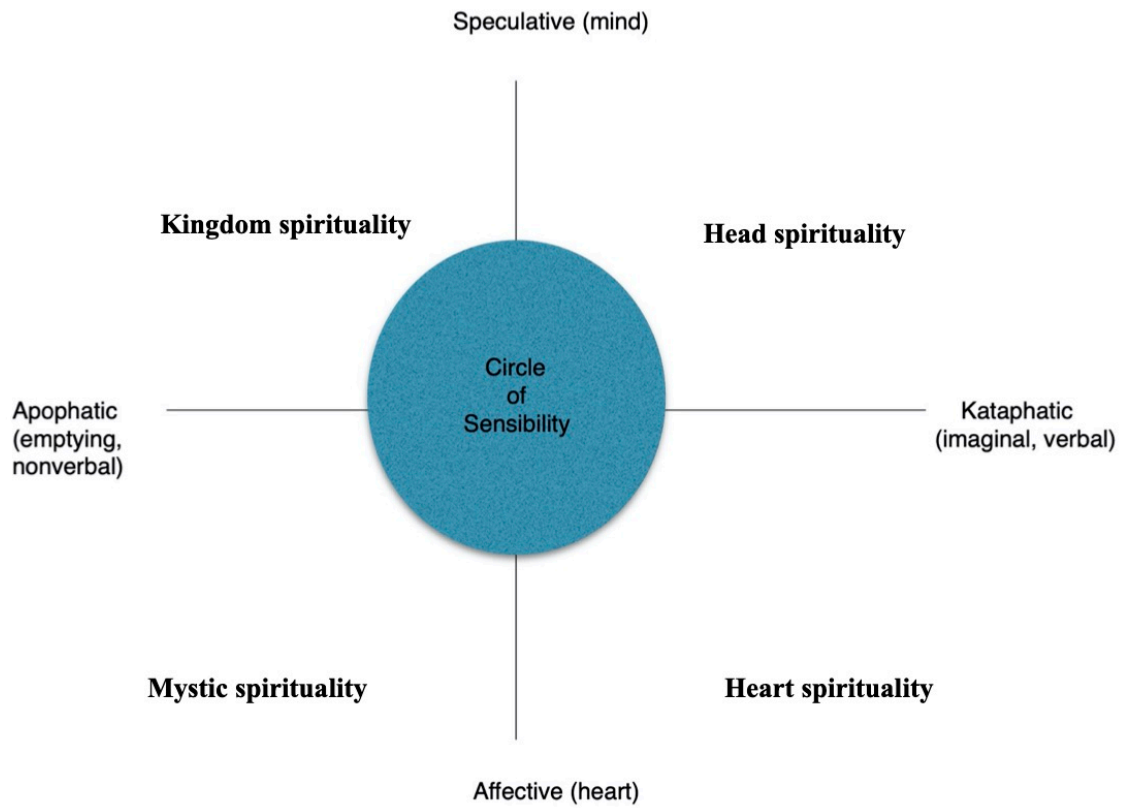 Speculative (mind)
Kingdom spirituality
Head spirituality
Circle
of
Sensibility
Apophatic
(emptying,
nonverbal)
Kataphatic
(imaginal, verbal)
Mystic spirituality
Heart spirituality
Affective (heart)